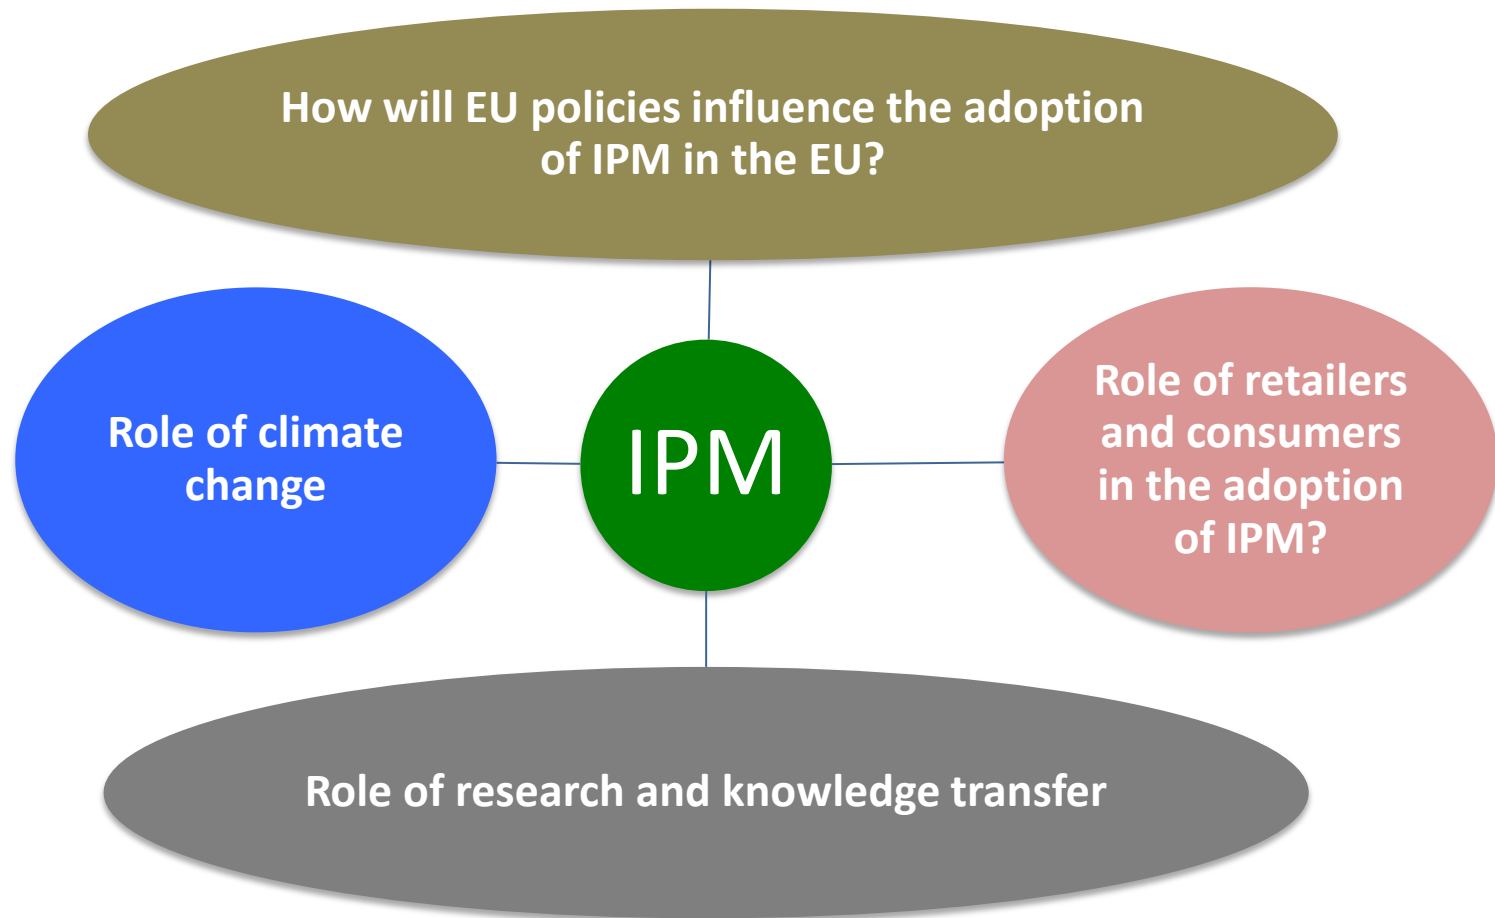 How will EU policies influence the adoption
of IPM in the EU?
Role of climate
change
IPM
Role of retailers
and consumers
in the adoption
of IPM?
Role of research and knowledge transfer